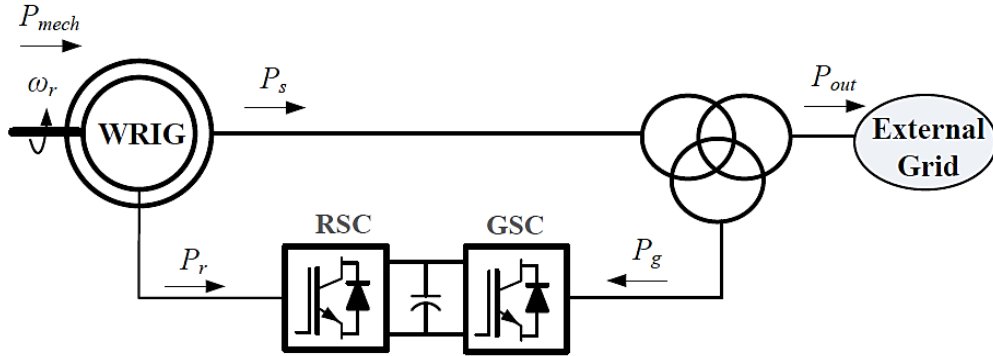 P_mech
ω_r
WRIG
P_s
P_out
External
Grid
RSC
GSC
P_r
P_g